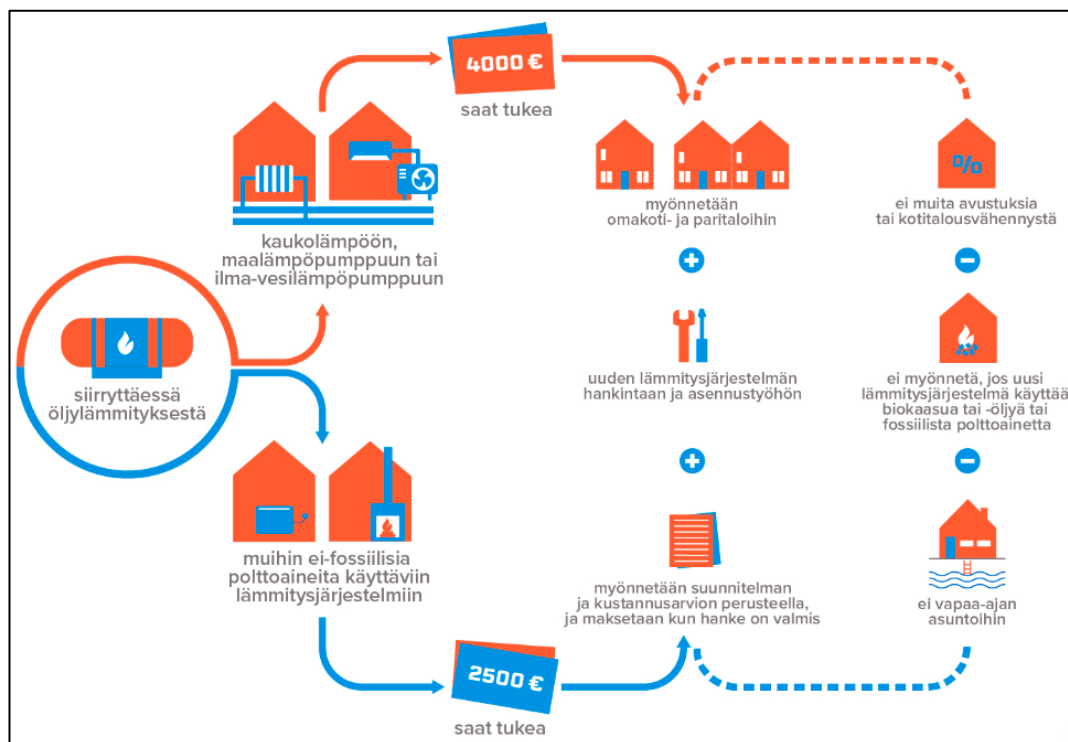 siirryttäessä
öljylämmityksestä
kaukolämpöön,
maalämpöpumppuun tai
ilma-vesilämpöpumppuun
4000 €
saat tukea
muihin ei-fossiilisia
polttoaineita käyttäviin
lämmitysjärjestelmiin
2500 €
saat tukea
myönnetään
omakoti- ja paritaloihin
+
uuden lämmitysjärjestelmän
hankintaan ja asennustyöhön
+
myönnetään suunnitelman
ja kustannusarvion perusteella,
ja maksetaan kun hanke on valmis
%
ei muita avustuksia
tai kotitalousvähennystä
–
ei myönnetä, jos uusi
lämmitysjärjestelmä käyttää
biokaasua tai -öljyä tai
fossiilista polttoainetta
–
ei vapaa-ajan
asuntoihin